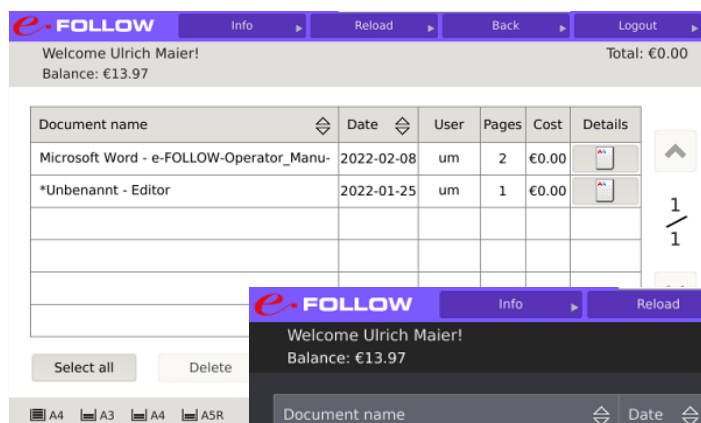 e-FOLLOW Info Reload Back Logout
Welcome Ulrich Maier! Total: €0.00
Balance: €13.97
Document name Date User Pages Cost Details
Microsoft Word - e-FOLLOW-Operator_Manu- 2022-02-08 um 2 €0.00
*Unbenannt - Editor 2022-01-25 um 1 €0.00
1
1
Select all Delete
A4 A3 A4 A5R
e-FOLLOW Info Reload
Welcome Ulrich Maier!
Balance: €13.97
Document name Date